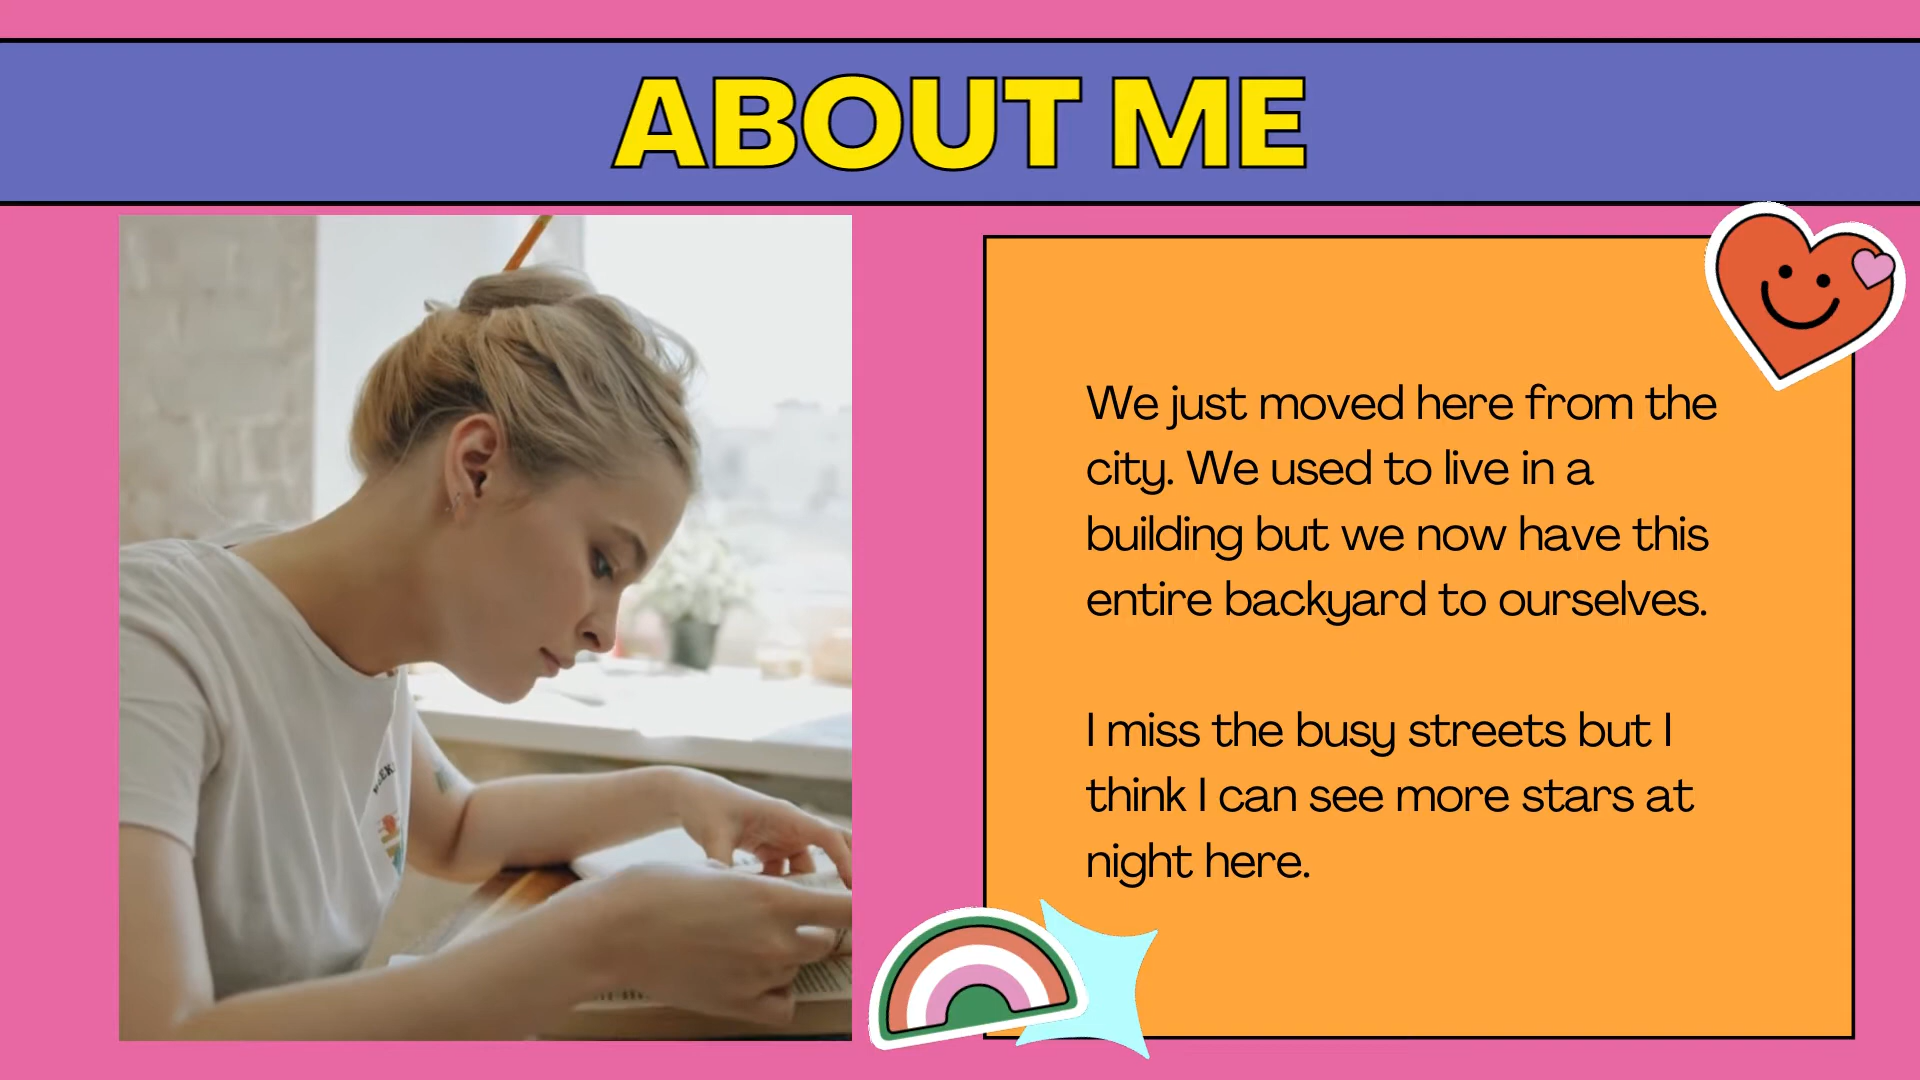 ABOUT ME
We just moved here from the
city. We used to live in a
building but we now have this
entire backyard to ourselves.
I miss the busy streets but I
think I can see more stars at
night here.